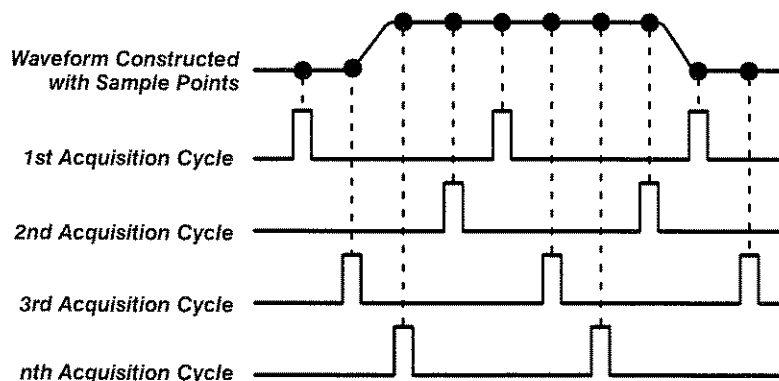 Waveform Constructed
with Sample Points
1st Acquisition Cycle
2nd Acquisition Cycle
3rd Acquisition Cycle
nth Acquisition Cycle